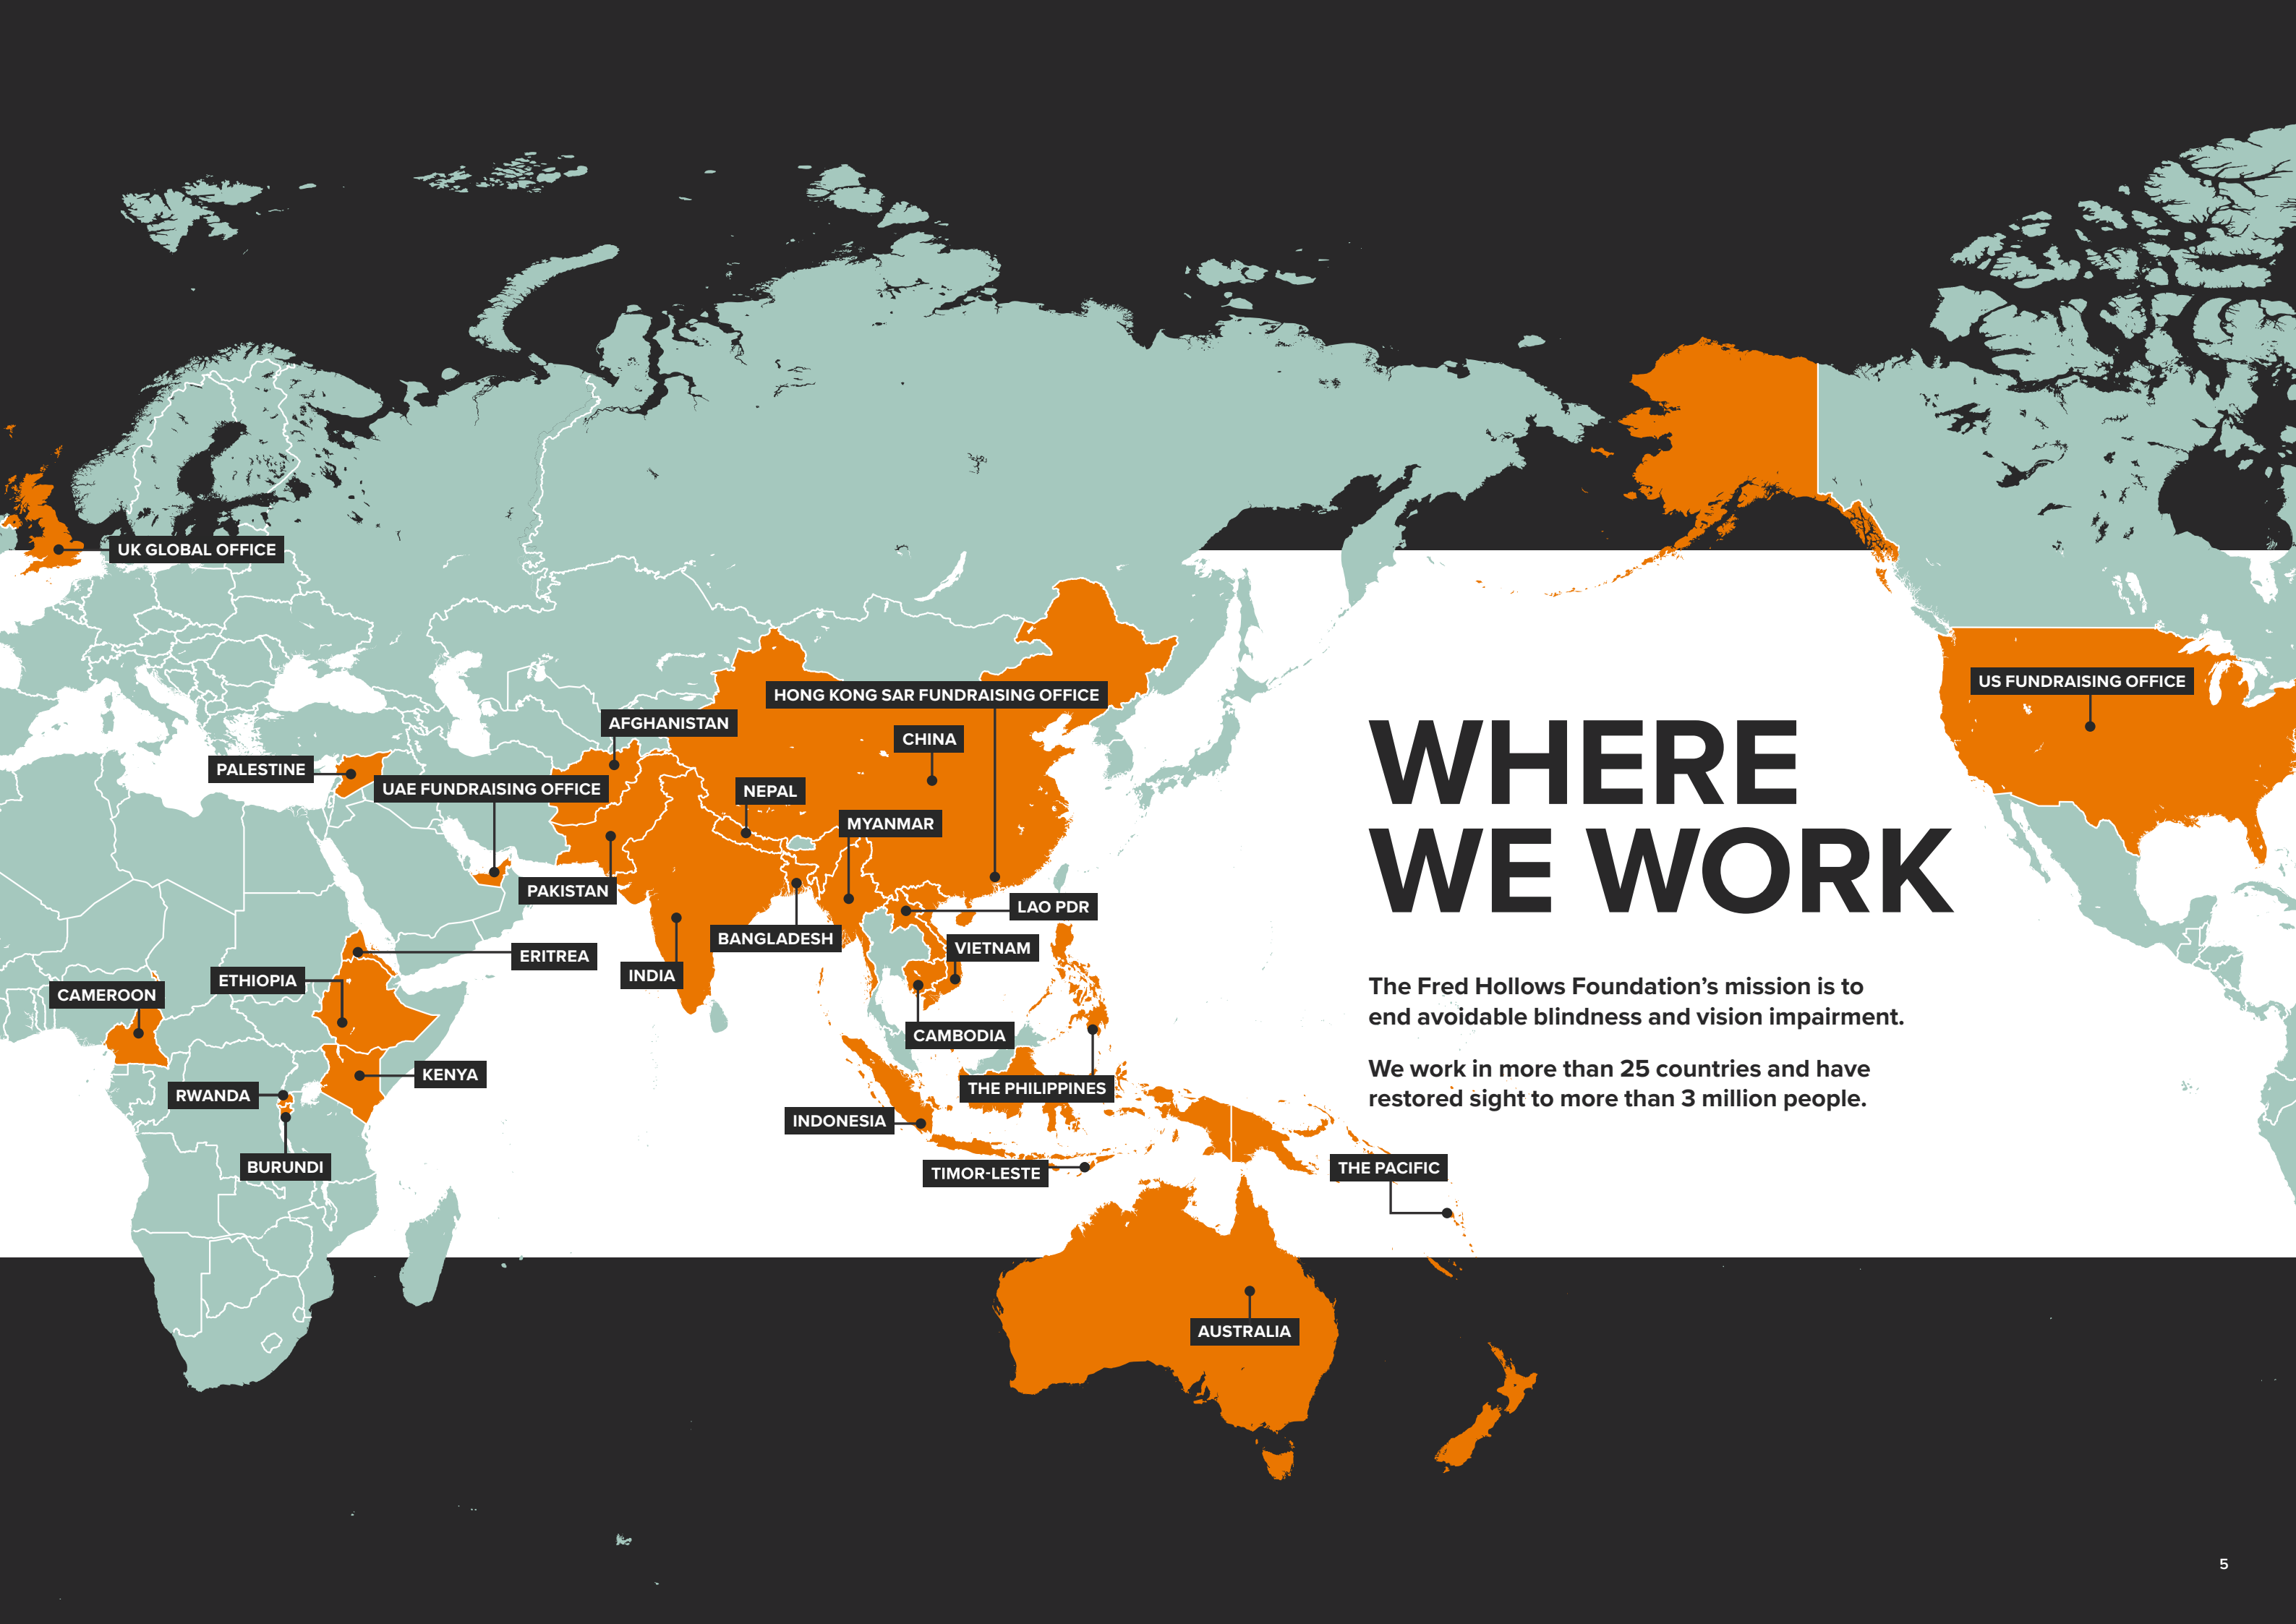 UK GLOBAL OFFICE
US FUNDRAISING OFFICE
HONG KONG SAR FUNDRAISING OFFICE
AFGHANISTAN
CHINA
PALESTINE
UAE FUNDRAISING OFFICE
NEPAL
MYANMAR
PAKISTAN
LAO PDR
BANGLADESH
VIETNAM
ERITREA
INDIA
ETHIOPIA
CAMEROON
CAMBODIA
KENYA
THE PHILIPPINES
RWANDA
INDONESIA
BURUNDI
TIMOR-LESTE
THE PACIFIC
AUSTRALIA
WHERE
WE WORK
The Fred Hollows Foundation’s mission is to
end avoidable blindness and vision impairment.
We work in more than 25 countries and have
restored sight to more than 3 million people.
5